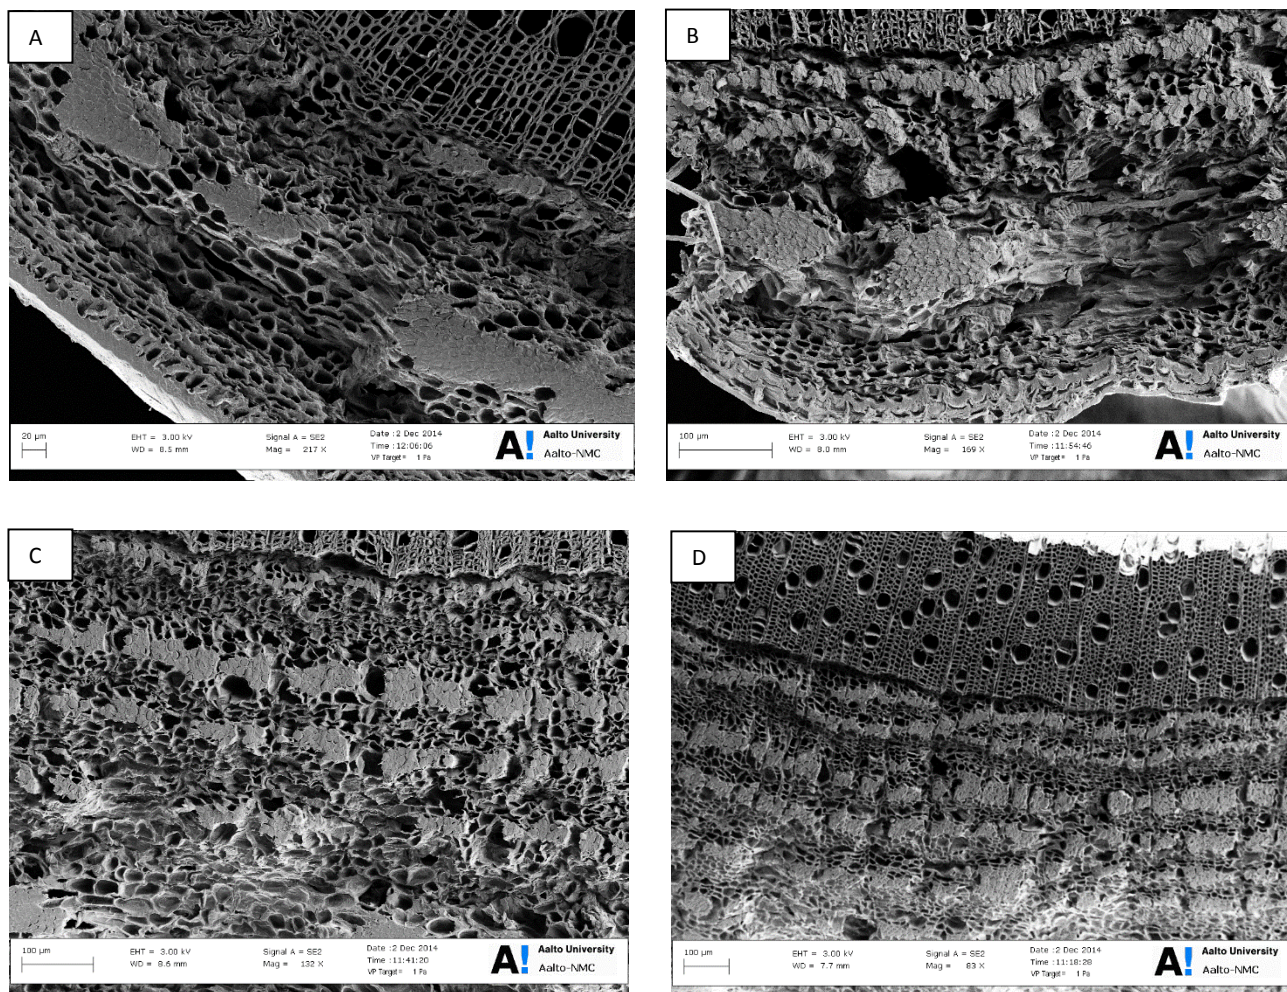 A
20 µm
EHT = 3.00 kV
WD = 8.5 mm
Signal A = SE2
Mag = 217 X
Date :2 Dec 2014
Time :12:06:06
VP Target= 1 Pa
A! Aalto University
Aalto-NMC
B
100 µm
EHT = 3.00 kV
WD = 8.0 mm
Signal A = SE2
Mag = 169 X
Date :2 Dec 2014
Time :11:54:46
VP Target= 1 Pa
A! Aalto University
Aalto-NMC
C
100 µm
EHT = 3.00 kV
WD = 8.6 mm
Signal A = SE2
Mag = 132 X
Date :2 Dec 2014
Time :11:41:20
VP Target= 1 Pa
A! Aalto University
Aalto-NMC
D
100 µm
EHT = 3.00 kV
WD = 7.7 mm
Signal A = SE2
Mag = 83 X
Date :2 Dec 2014
Time :11:18:28
VP Target= 1 Pa
A! Aalto University
Aalto-NMC